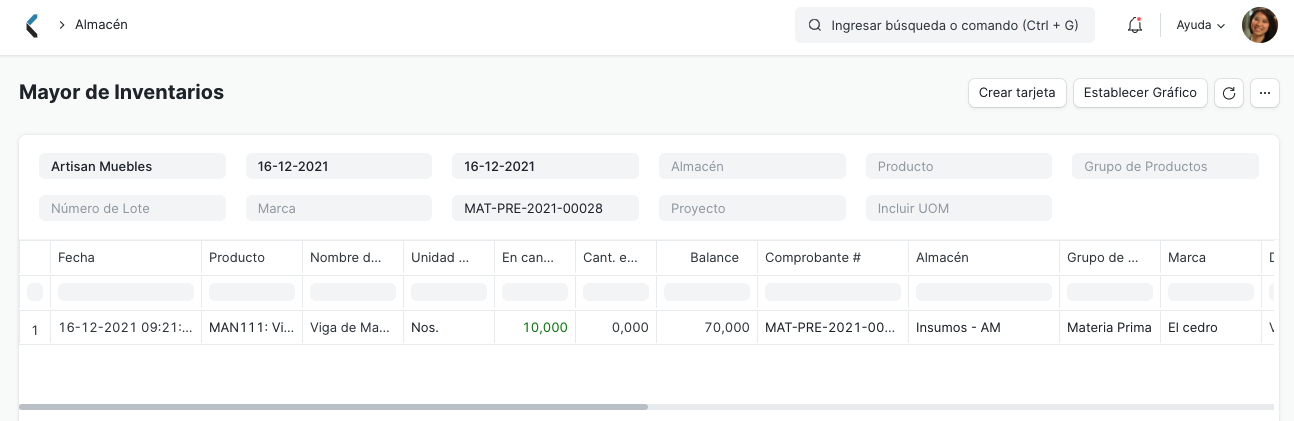 Almacén
Ingresar búsqueda o comando (Ctrl + G)
Ayuda
Mayor de Inventarios
Crear tarjeta
Establecer Gráfico
...
Artisan Muebles
16-12-2021
16-12-2021
Almacén
Producto
Grupo de Productos
Número de Lote
Marca
MAT-PRE-2021-00028
Proyecto
Incluir UOM
Fecha Producto Nombre d... Unidad ... En can... Cant. e... Balance Comprobante # Almacén Grupo de ... Marca
1 16-12-2021 09:21:... MAN111: Vi... Viga de Ma... Nos. 10,000 0,000 70,000 MAT-PRE-2021-00... Insumos - AM Materia Prima El cedro